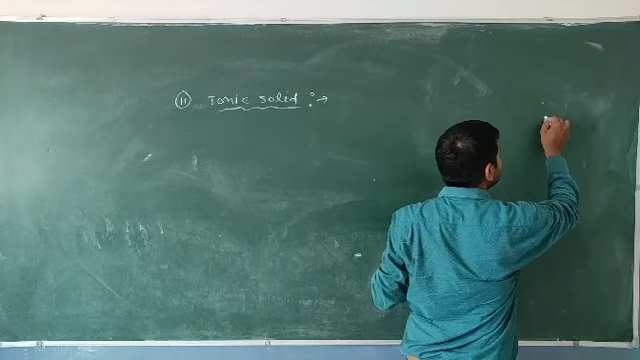 (ii) Ionic solid :→